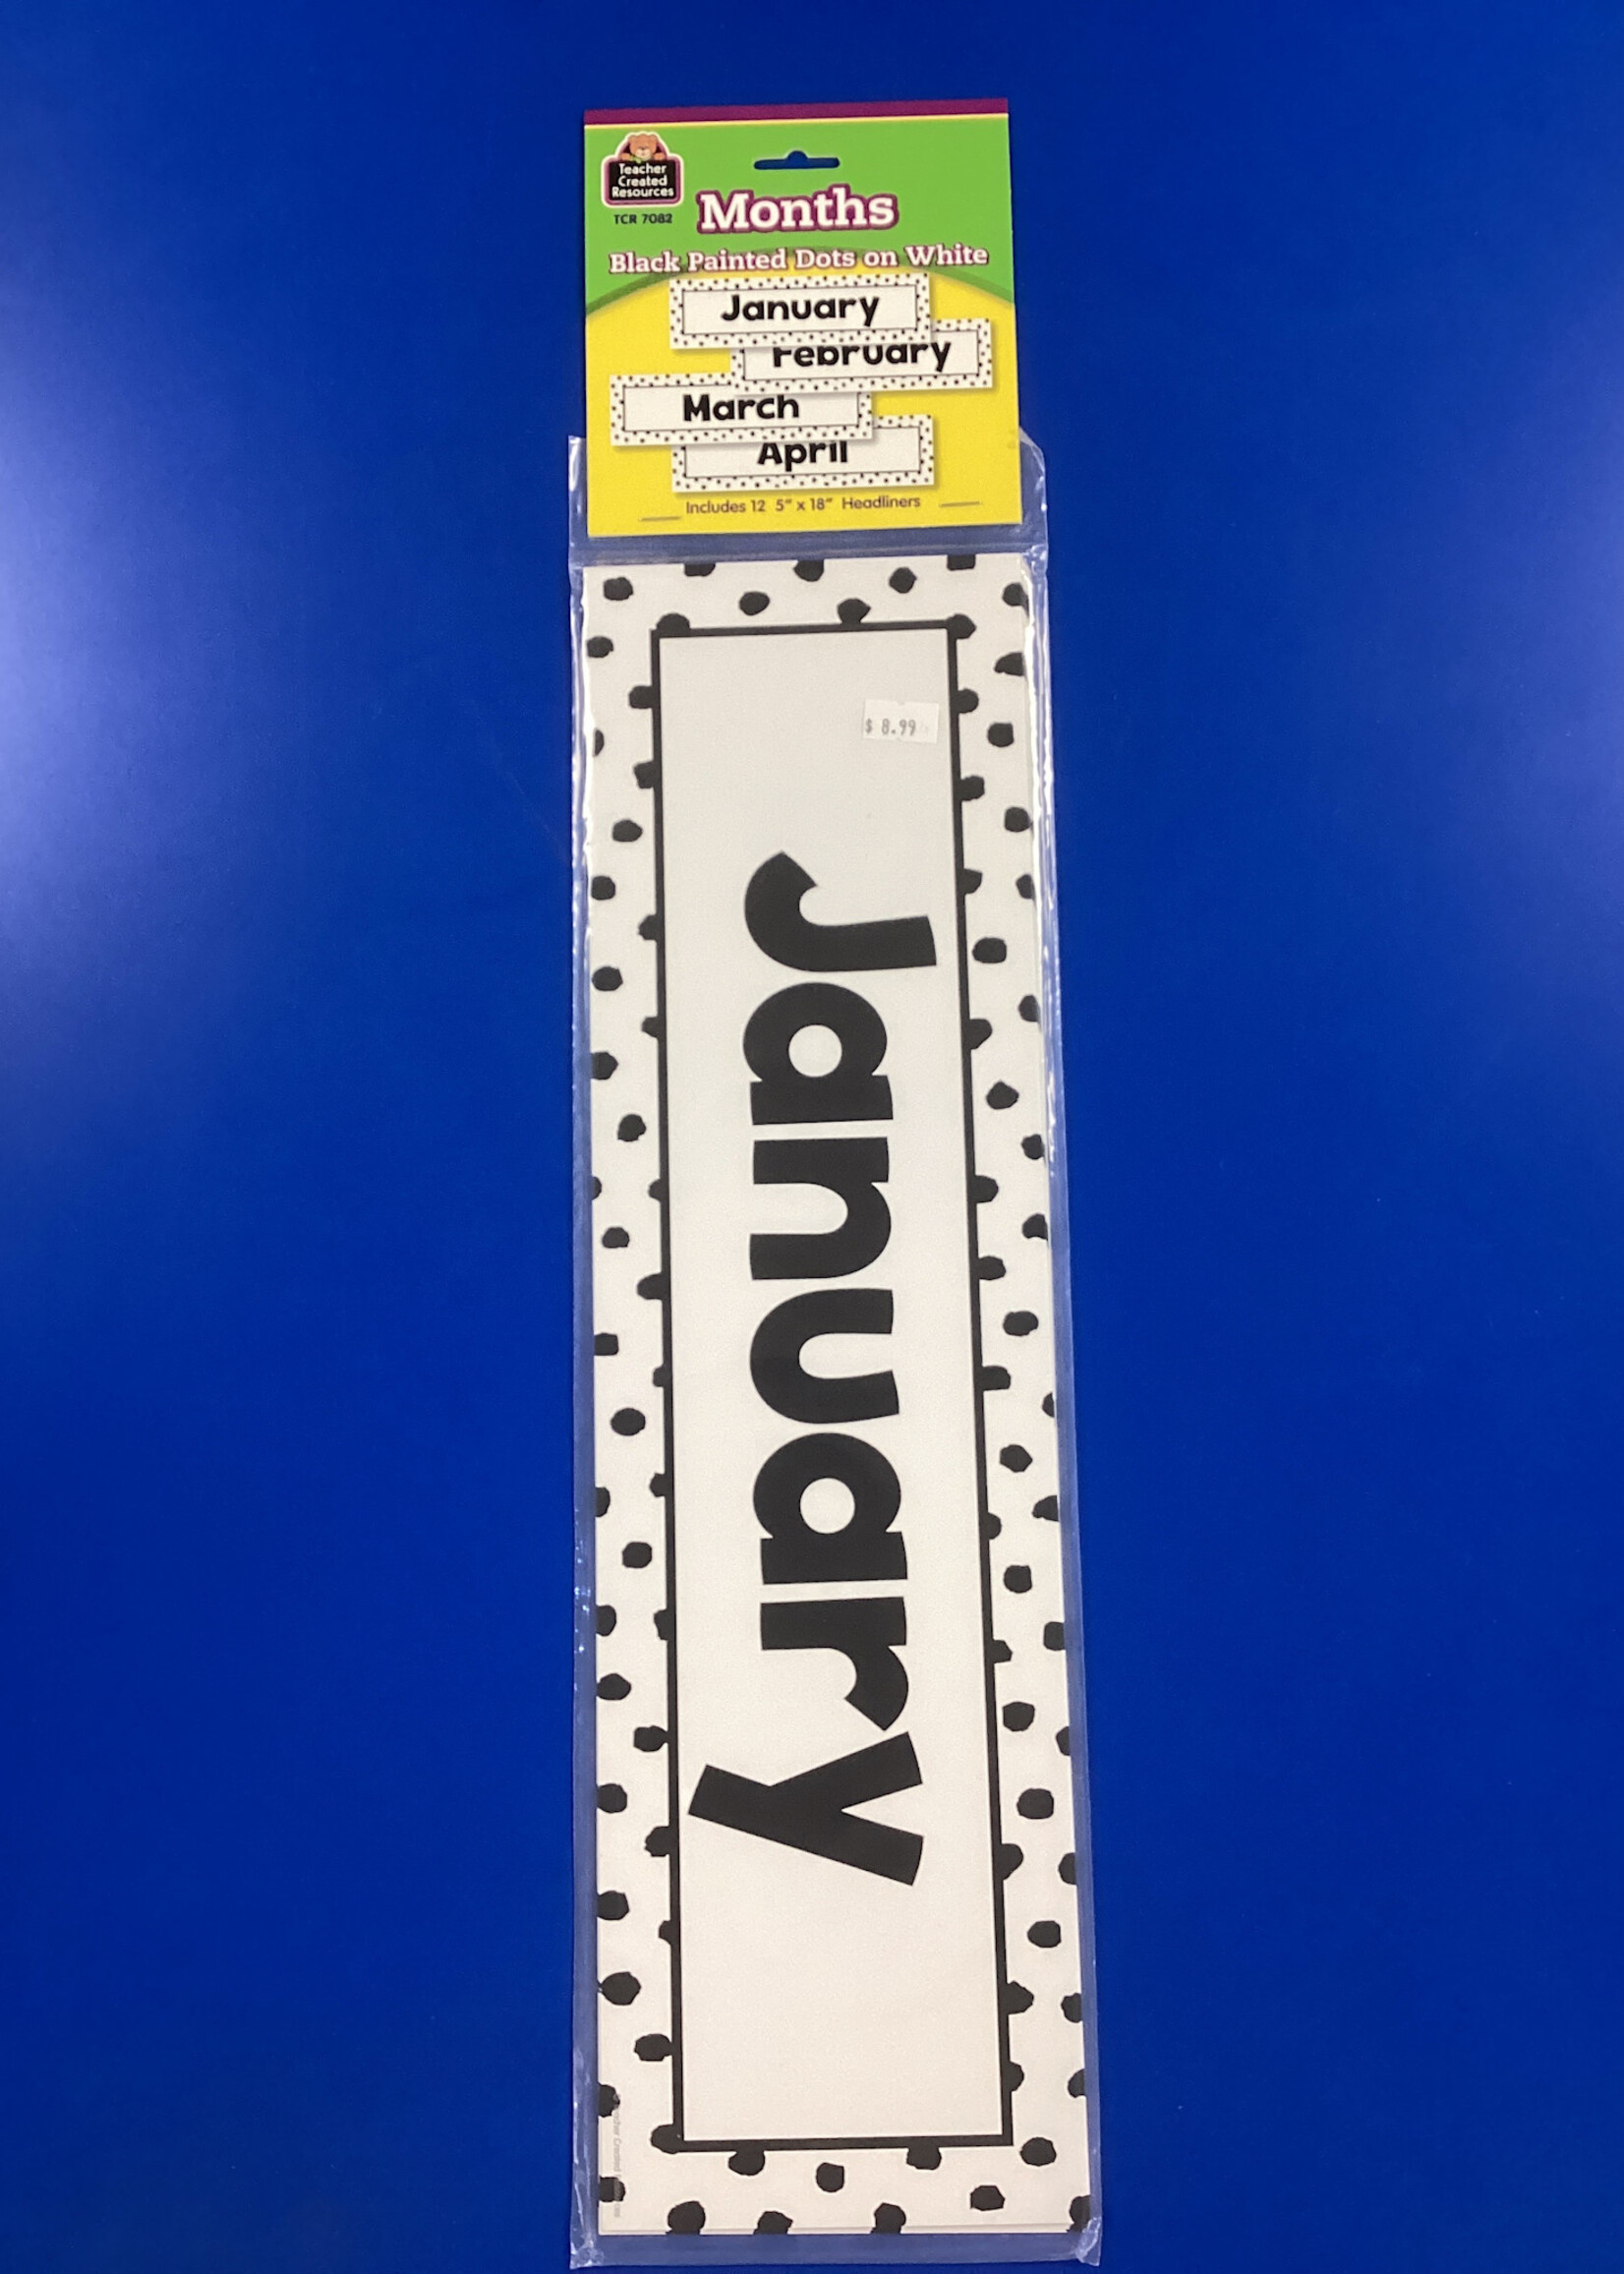 Teacher
Created
Resources
TCR 7082
Months
Black Painted Dots on White
January
February
March
April
Includes 12 5" x 18" Headliners
$ 8.99
January